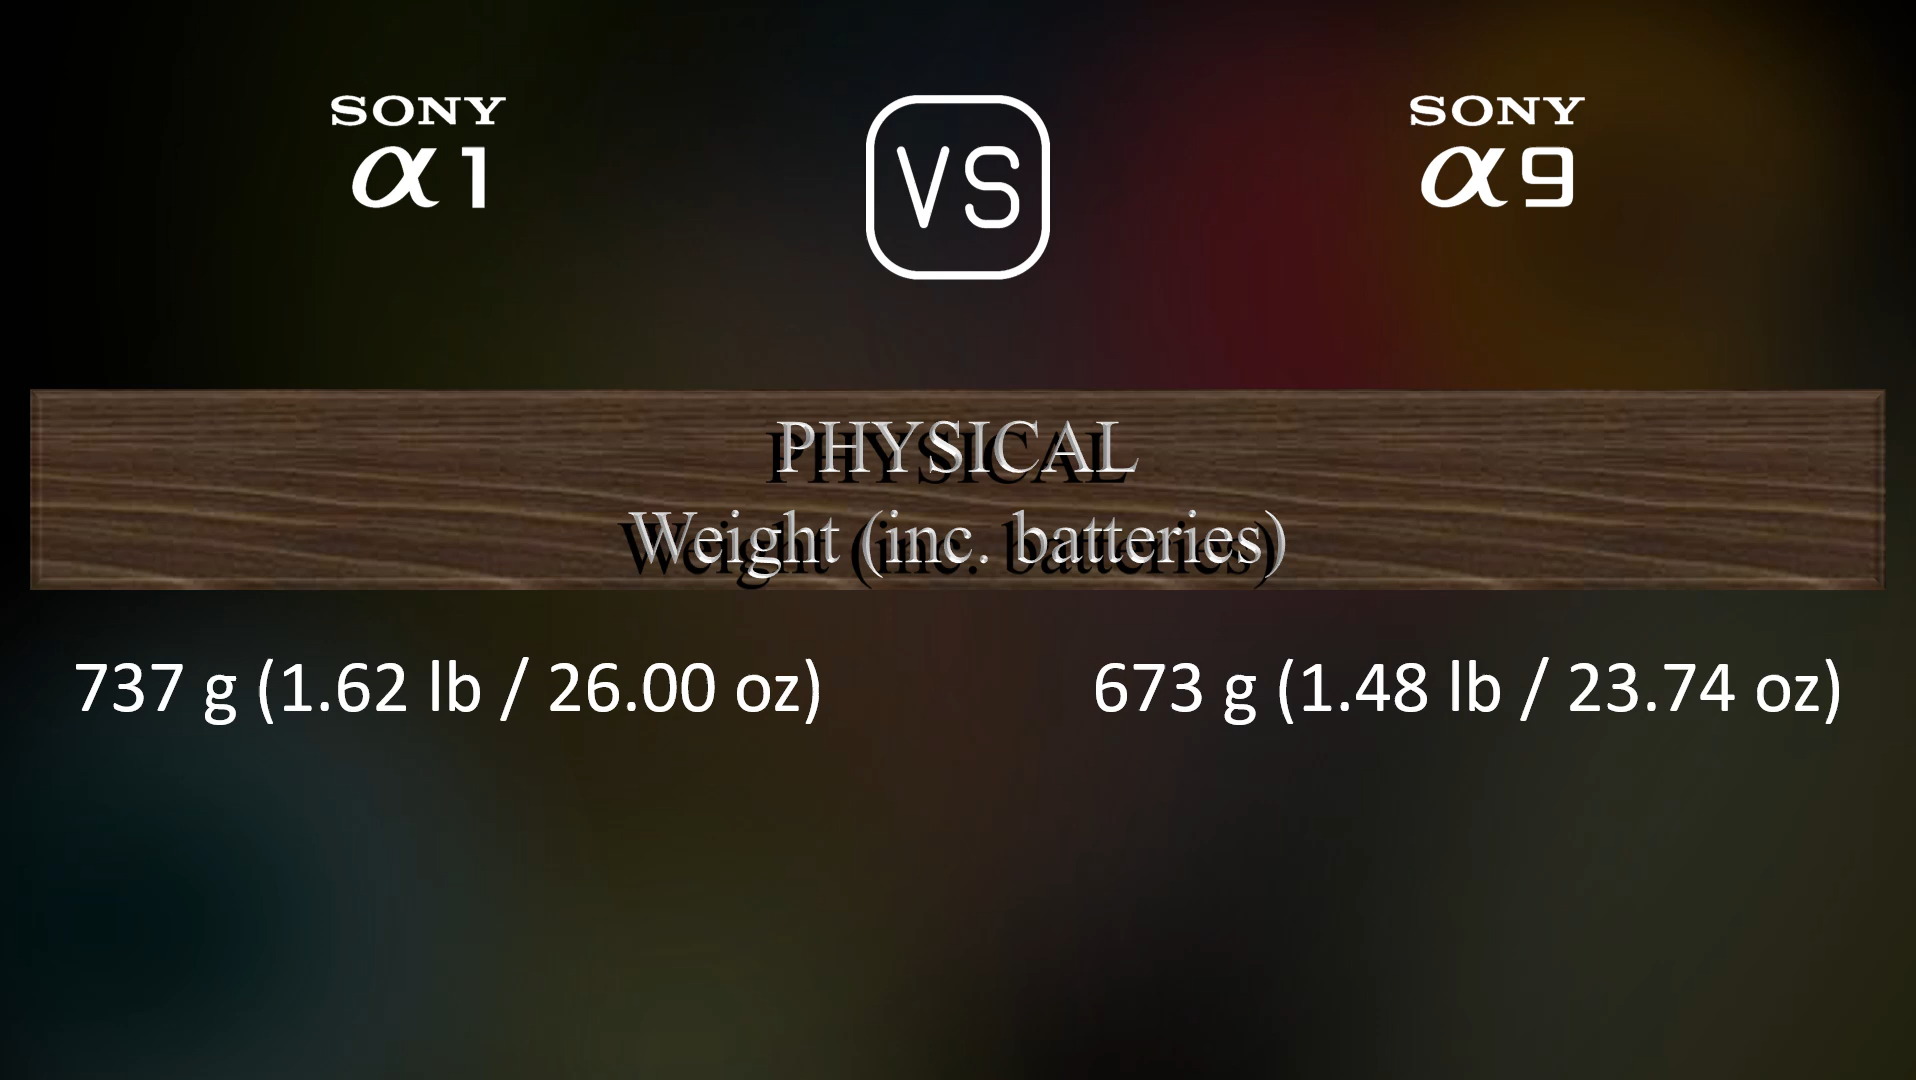 SONY
α1
VS
SONY
α9
PHYSICAL
Weight (inc. batteries)
737 g (1.62 lb / 26.00 oz)
673 g (1.48 lb / 23.74 oz)